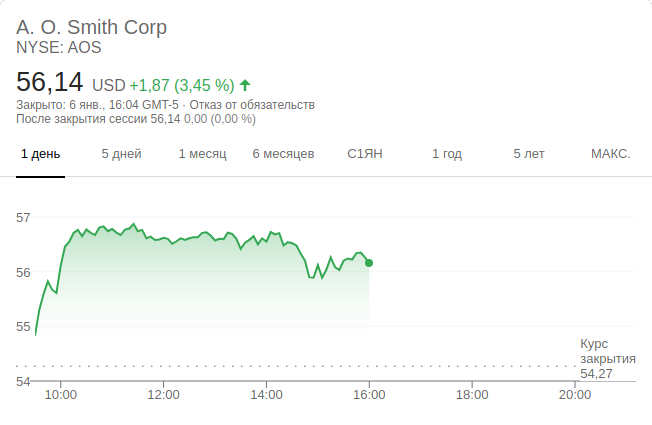 A. O. Smith Corp
NYSE: AOS
56,14 USD +1,87 (3,45 %)
Закрыто: 6 янв., 16:04 GMT-5 · Отказ от обязательств
После закрытия сессии 56,14 0,00 (0,00 %)
1 день 5 дней 1 месяц 6 месяцев С1ЯН 1 год 5 лет МАКС.
57
56
55
Курс
закрытия
54,27
54
10:00 12:00 14:00 16:00 18:00 20:00